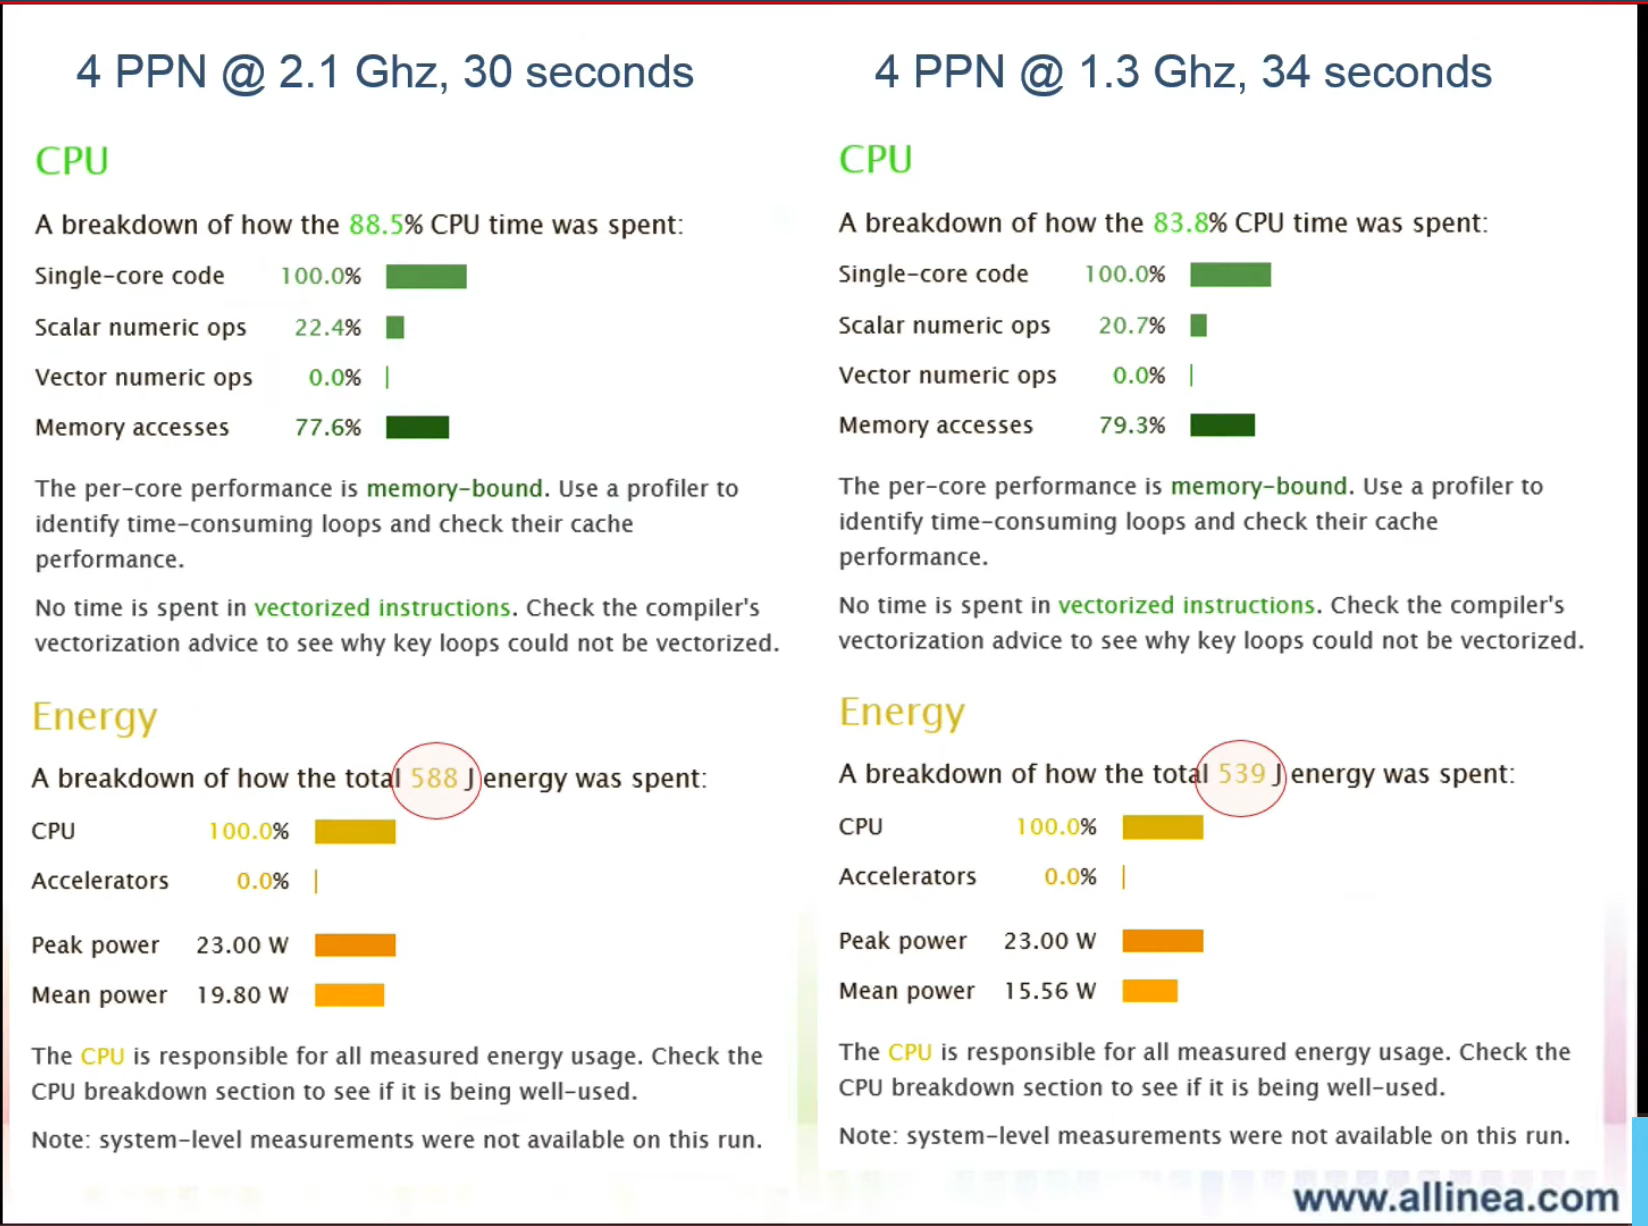 4 PPN @ 2.1 Ghz, 30 seconds
CPU
A breakdown of how the 88.5% CPU time was spent:
Single-core code 100.0%
Scalar numeric ops 22.4%
Vector numeric ops 0.0%
Memory accesses 77.6%
The per-core performance is memory-bound. Use a profiler to
identify time-consuming loops and check their cache
performance.
No time is spent in vectorized instructions. Check the compiler's
vectorization advice to see why key loops could not be vectorized.
Energy
A breakdown of how the total 588 J energy was spent:
CPU 100.0%
Accelerators 0.0%
Peak power 23.00 W
Mean power 19.80 W
The CPU is responsible for all measured energy usage. Check the
CPU breakdown section to see if it is being well-used.
Note: system-level measurements were not available on this run.
4 PPN @ 1.3 Ghz, 34 seconds
CPU
A breakdown of how the 83.8% CPU time was spent:
Single-core code 100.0%
Scalar numeric ops 20.7%
Vector numeric ops 0.0%
Memory accesses 79.3%
The per-core performance is memory-bound. Use a profiler to
identify time-consuming loops and check their cache
performance.
No time is spent in vectorized instructions. Check the compiler's
vectorization advice to see why key loops could not be vectorized.
Energy
A breakdown of how the total 539 J energy was spent:
CPU 100.0%
Accelerators 0.0%
Peak power 23.00 W
Mean power 15.56 W
The CPU is responsible for all measured energy usage. Check the
CPU breakdown section to see if it is being well-used.
Note: system-level measurements were not available on this run.
www.allinea.com